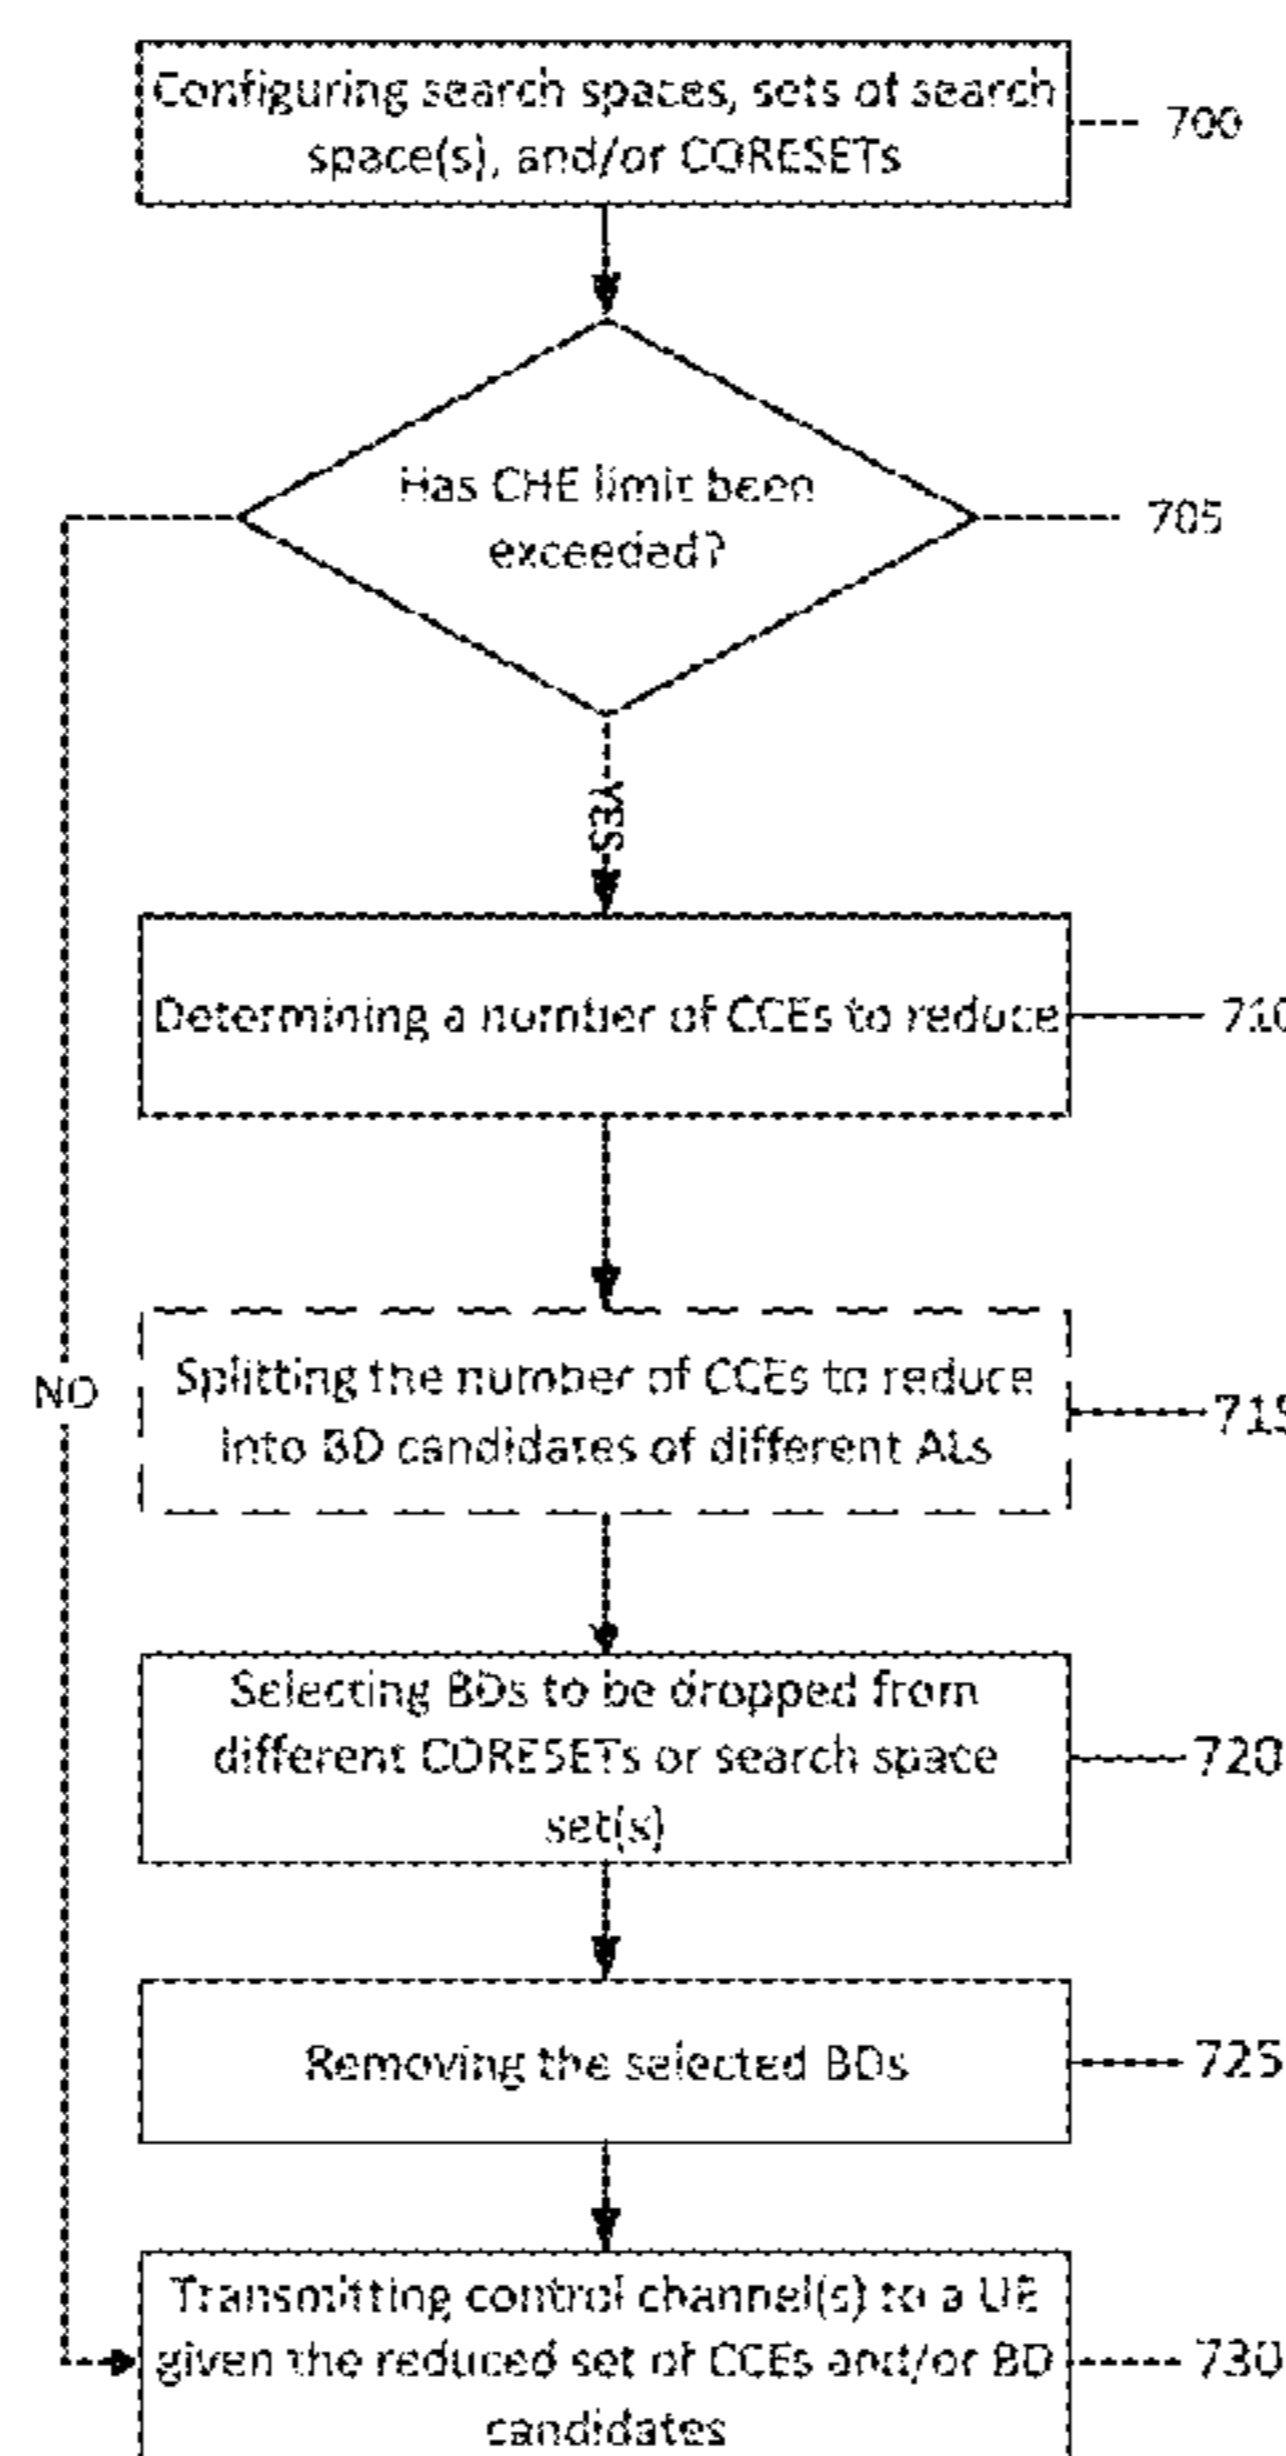 Configuring search spaces, sets of search
space(s), and/or CORESETs
700
Has CHE limit been
exceeded?
705
YES
Determining a number of CCEs to reduce
710
Splitting the number of CCEs to reduce
into BD candidates of different ALs
715
NO
Selecting BDs to be dropped from
different CORESETs or search space
set(s)
720
Removing the selected BDs
725
Transmitting control channel(s) to a UE
given the reduced set of CCEs and/or BD
candidates
730